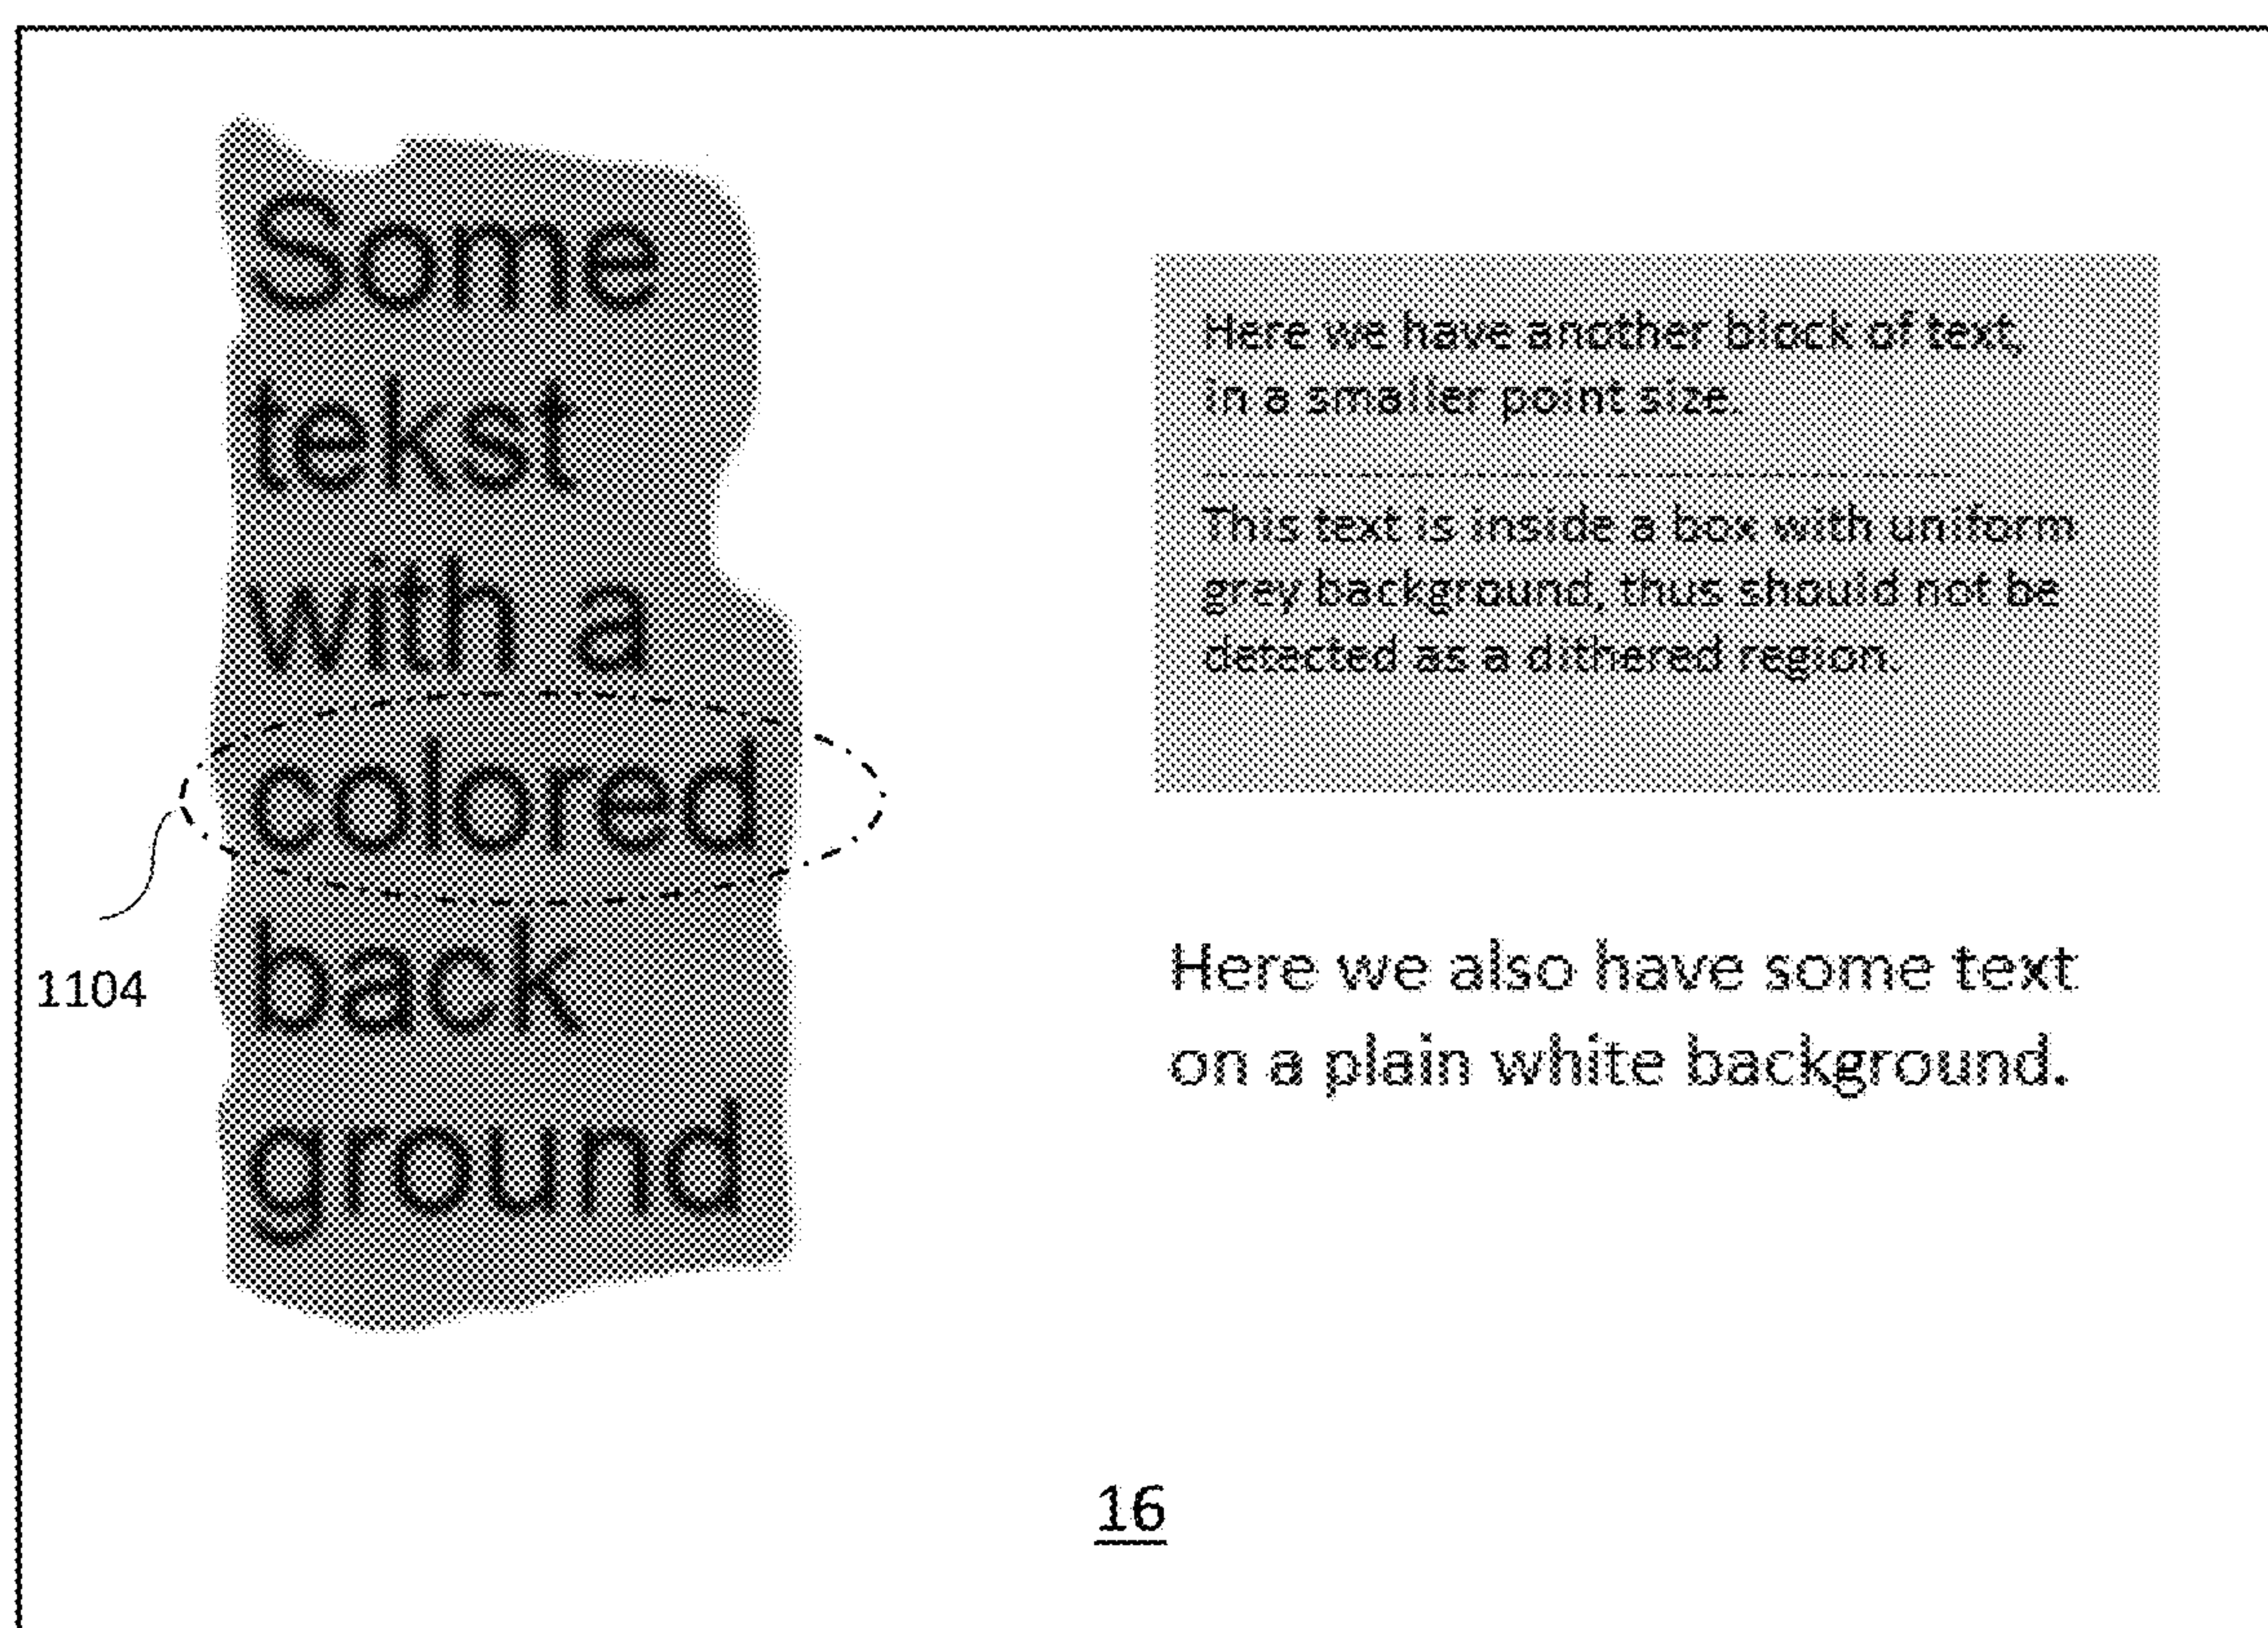 Some
tekst
with a
colored
back
ground
1104
Here we have another block of text,
in a smaller point size.
This text is inside a box with uniform
grey background, thus should not be
detected as a dithered region.
Here we also have some text
on a plain white background.
16